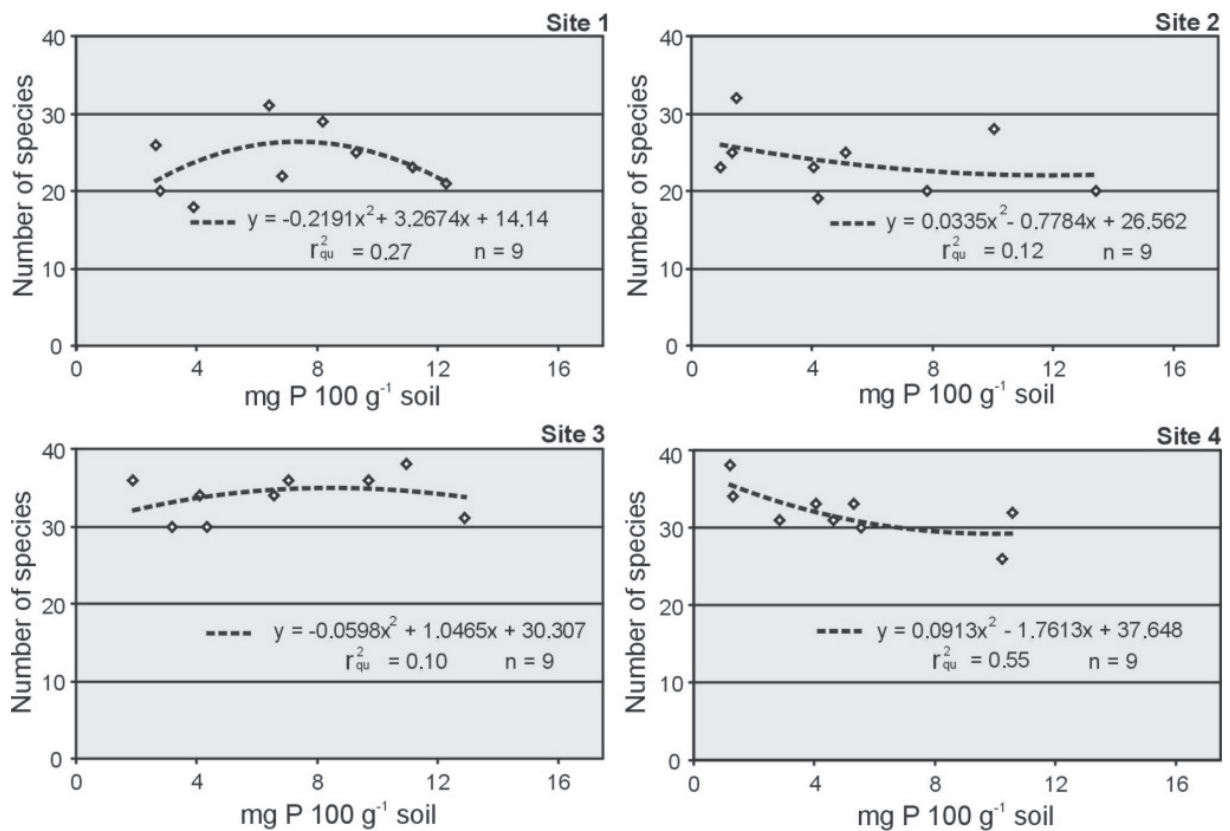 Site 1
40
30
20
10
0
Number of species
y = -0.2191x² + 3.2674x + 14.14
r²qu = 0.27 n = 9
0 4 8 12 16
mg P 100 g⁻¹ soil
Site 2
40
30
20
10
0
Number of species
y = 0.0335x² - 0.7784x + 26.562
r²qu = 0.12 n = 9
0 4 8 12 16
mg P 100 g⁻¹ soil
Site 3
40
30
20
10
0
Number of species
y = -0.0598x² + 1.0465x + 30.307
r²qu = 0.10 n = 9
0 4 8 12 16
mg P 100 g⁻¹ soil
Site 4
40
30
20
10
0
Number of species
y = 0.0913x² - 1.7613x + 37.648
r²qu = 0.55 n = 9
0 4 8 12 16
mg P 100 g⁻¹ soil